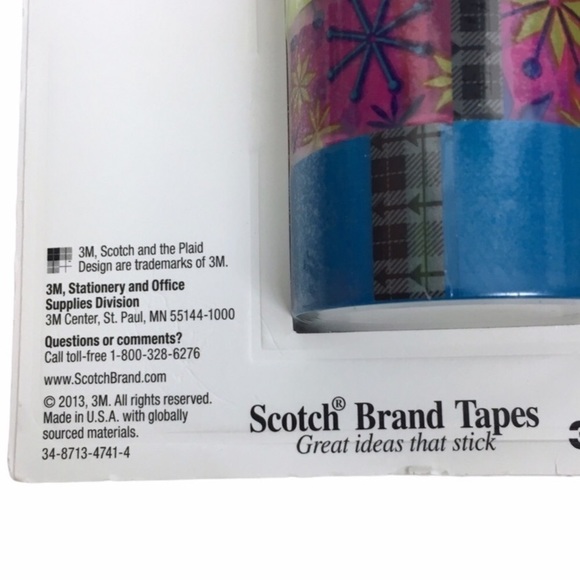 3M, Scotch and the Plaid
Design are trademarks of 3M.
3M, Stationery and Office
Supplies Division
3M Center, St. Paul, MN 55144-1000
Questions or comments?
Call toll-free 1-800-328-6276
www.ScotchBrand.com
© 2013, 3M. All rights reserved.
Made in U.S.A. with globally
sourced materials.
34-8713-4741-4
Scotch® Brand Tapes
Great ideas that stick